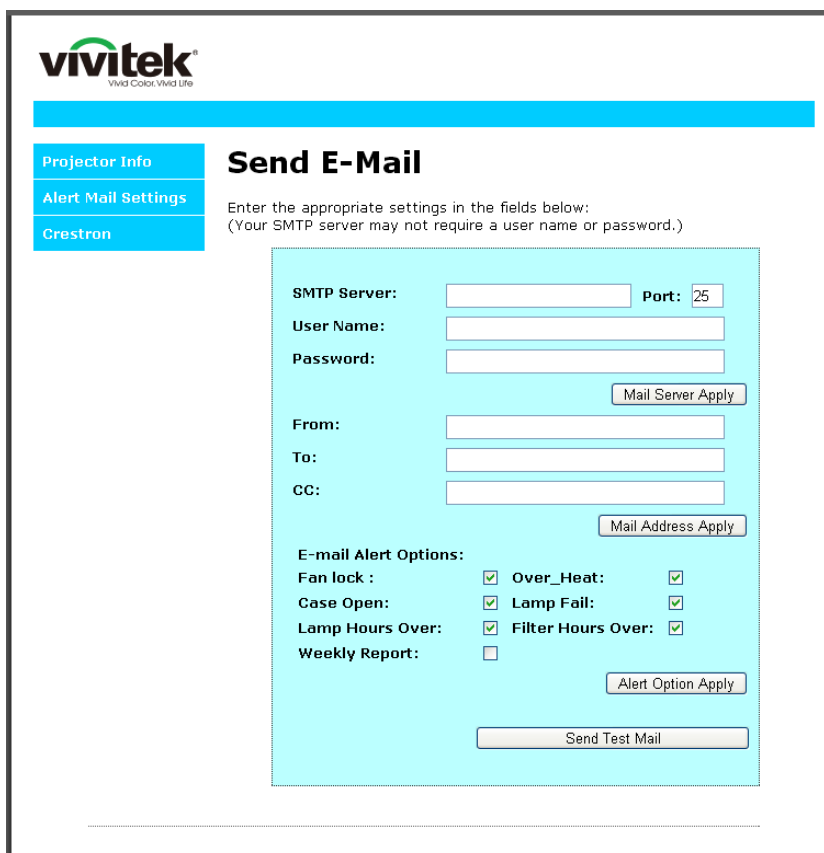 vivitek®
Vivid Color, Vivid Life
Projector Info
Alert Mail Settings
Crestron
Send E-Mail
Enter the appropriate settings in the fields below:
(Your SMTP server may not require a user name or password.)
SMTP Server: Port: 25
User Name:
Password:
Mail Server Apply
From:
To:
CC:
Mail Address Apply
E-mail Alert Options:
Fan lock : Over_Heat:
Case Open: Lamp Fail:
Lamp Hours Over: Filter Hours Over:
Weekly Report:
Alert Option Apply
Send Test Mail